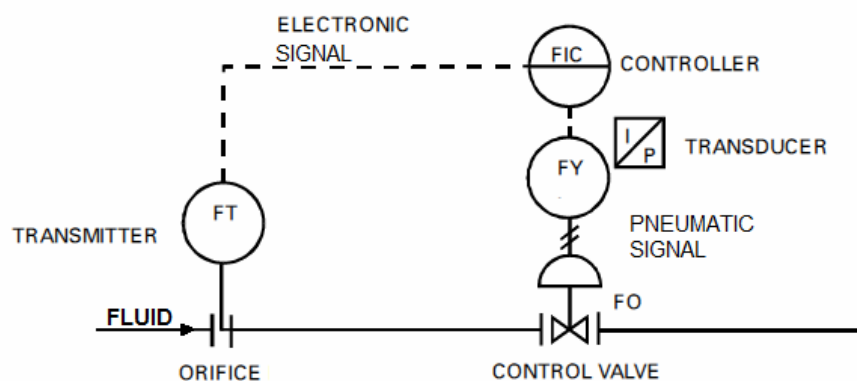 ELECTRONIC
SIGNAL
FIC
CONTROLLER
I
P
TRANSDUCER
FY
FT
TRANSMITTER
PNEUMATIC
SIGNAL
FO
FLUID
ORIFICE
CONTROL VALVE